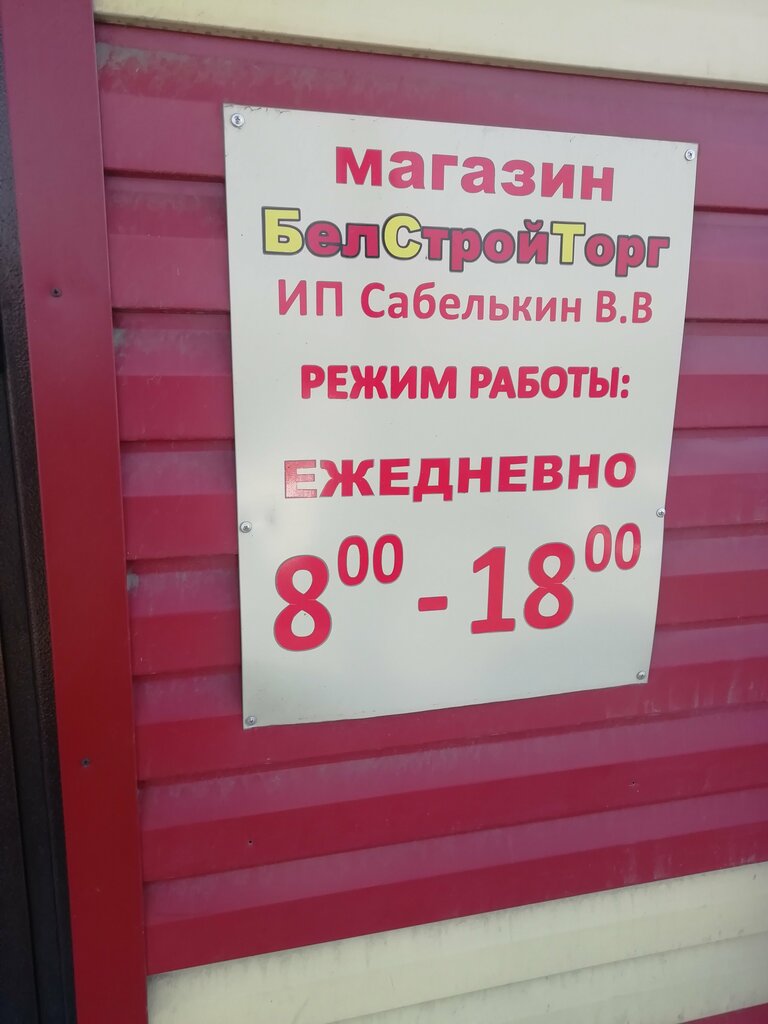 магазин
БелСтройТорг
ИП Сабелькин В.В
РЕЖИМ РАБОТЫ:
ЕЖЕДНЕВНО
8⁰⁰ - 18⁰⁰